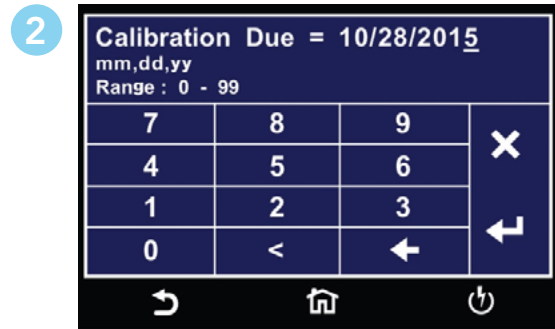 2
Calibration Due = 10/28/2015
mm,dd,yy
Range : 0 - 99
7 8 9
4 5 6
1 2 3
0 <